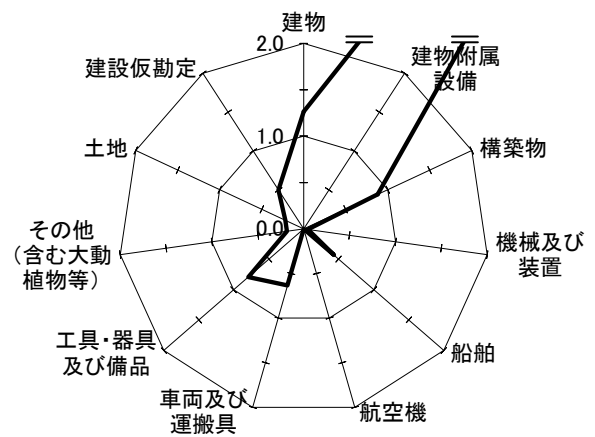 建物
建物附属
設備
構築物
機械及び
装置
船舶
航空機
車両及び
運搬具
工具・器具
及び備品
その他
（含む大動
植物等）
土地
建設仮勘定
2.0
1.0
0.0